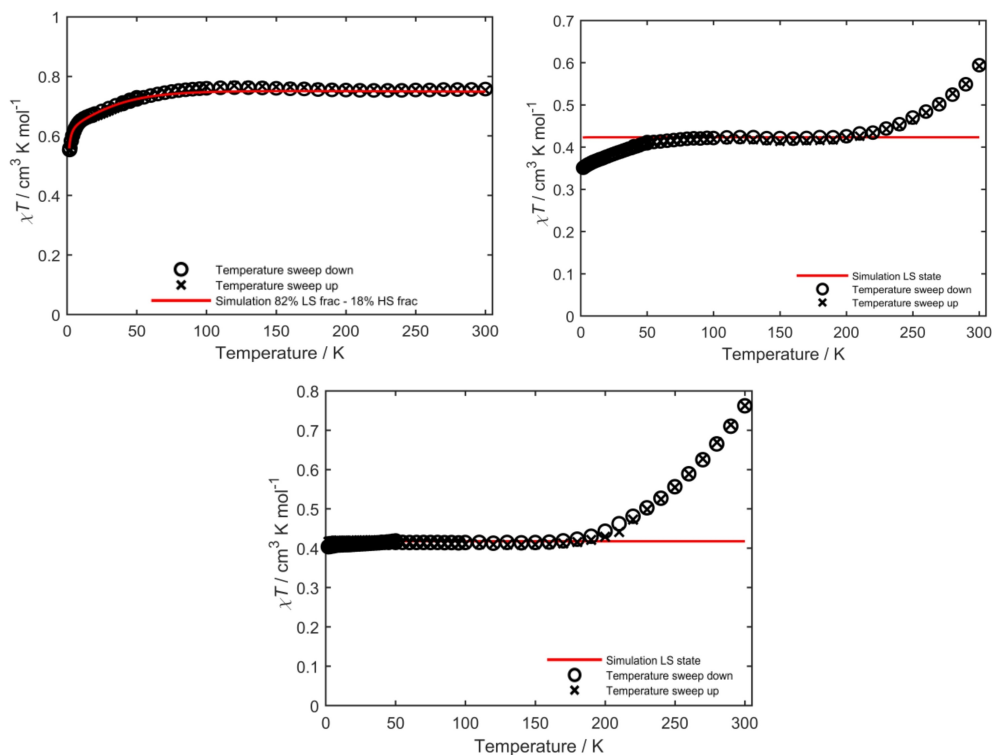 1
0.8
0.6
0.4
0.2
0
χT / cm³ K mol⁻¹
Temperature sweep down
Temperature sweep up
Simulation 82% LS frac - 18% HS frac
0 50 100 150 200 250 300
Temperature / K
0.7
0.6
0.5
0.4
0.3
0.2
0.1
0
χT / cm³ K mol⁻¹
Simulation LS state
Temperature sweep down
Temperature sweep up
0 50 100 150 200 250 300
Temperature / K
0.8
0.7
0.6
0.5
0.4
0.3
0.2
0.1
0
χT / cm³ K mol⁻¹
Simulation LS state
Temperature sweep down
Temperature sweep up
0 50 100 150 200 250 300
Temperature / K